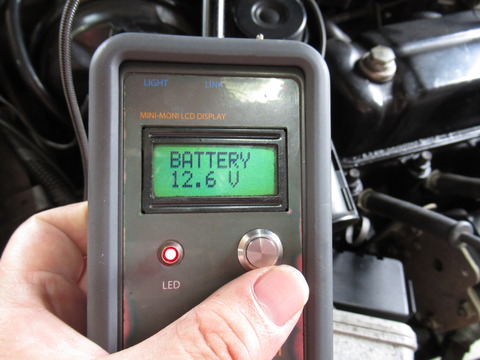 LIGHT LINK
MINI-MONI LCD DISPLAY
BATTERY
12.6 V
LED